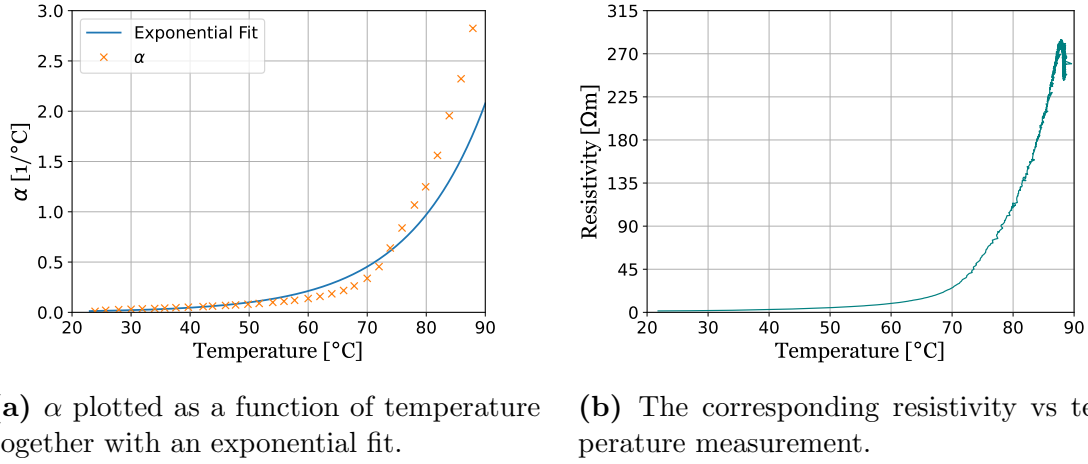 3.0
2.5
2.0
1.5
1.0
0.5
0.0
α [1/°C]
Exponential Fit
α
20 30 40 50 60 70 80 90
Temperature [°C]
315
270
225
180
135
90
45
0
Resistivity [Ωm]
20 30 40 50 60 70 80 90
Temperature [°C]
a) α plotted as a function of temperature
ogether with an exponential fit.
(b) The corresponding resistivity vs te
perature measurement.